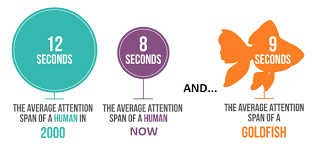 12
SECONDS
THE AVERAGE ATTENTION
SPAN OF A HUMAN IN
2000
8
SECONDS
THE AVERAGE ATTENTION
SPAN OF A HUMAN
NOW
AND...
9
SECONDS
THE AVERAGE ATTENTION
SPAN OF A
GOLDFISH